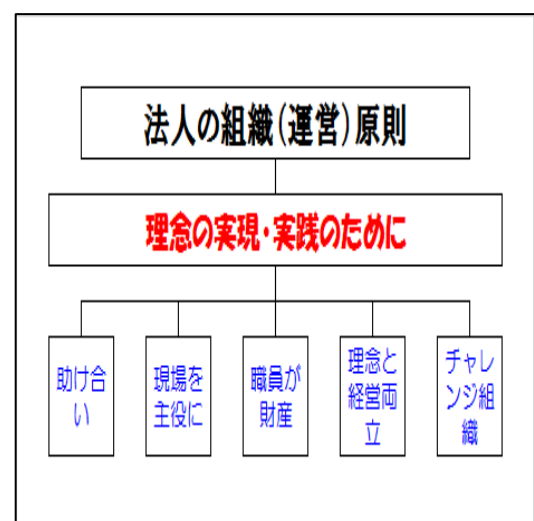 法人の組織(運営)原則
理念の実現・実践のために
助け合
い
現場を
主役に
職員が
財産
理念と
経営両
立
チャレ
ンジ組
織